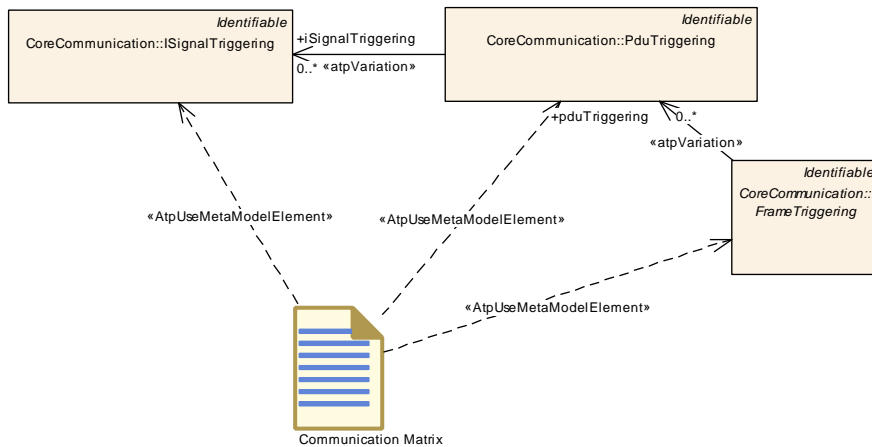 Identifiable
CoreCommunication::ISignalTriggering
+iSignalTriggering
0..*
«atpVariation»
Identifiable
CoreCommunication::PduTriggering
+pduTriggering
0..*
«atpVariation»
Identifiable
CoreCommunication::
FrameTriggering
«AtpUseMetaModelElement»
«AtpUseMetaModelElement»
«AtpUseMetaModelElement»
Communication Matrix